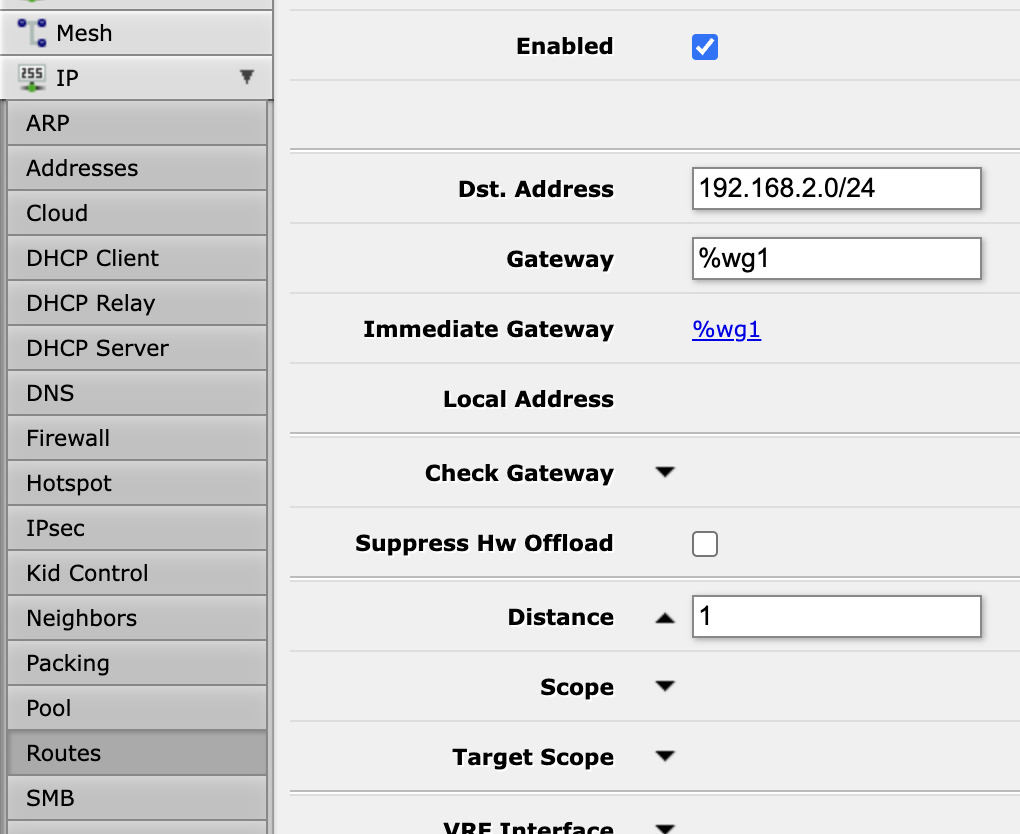 Mesh
255 IP
ARP
Addresses
Cloud
DHCP Client
DHCP Relay
DHCP Server
DNS
Firewall
Hotspot
IPsec
Kid Control
Neighbors
Packing
Pool
Routes
SMB
Enabled
Dst. Address 192.168.2.0/24
Gateway %wg1
Immediate Gateway %wg1
Local Address
Check Gateway
Suppress Hw Offload
Distance 1
Scope
Target Scope
VRF Interface